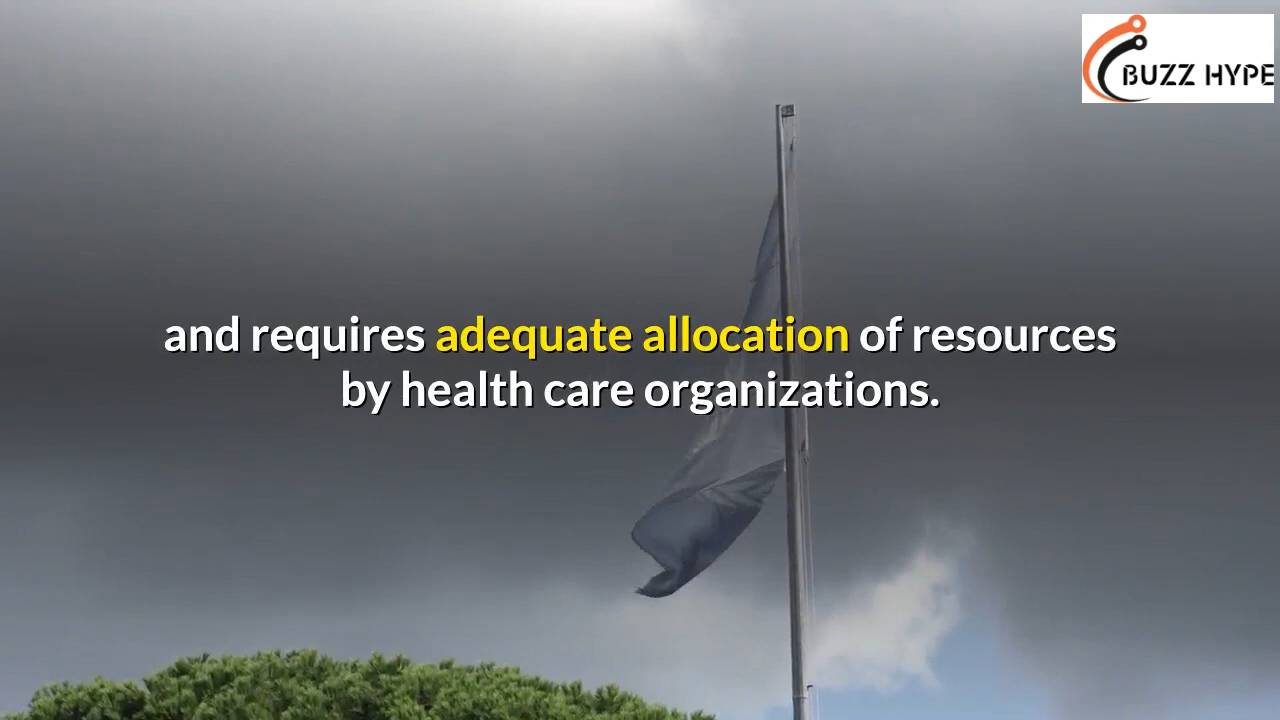 BUZZ HYPE
and requires adequate allocation of resources
by health care organizations.